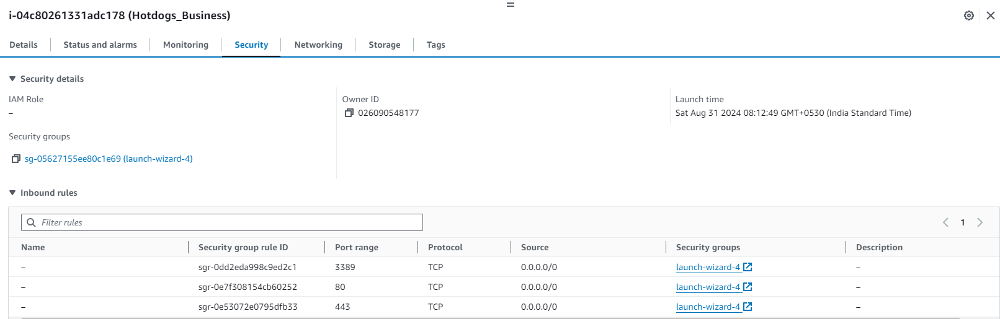 i-04c80261331adc178 (Hotdogs_Business)
Details Status and alarms Monitoring Security Networking Storage Tags
Security details
IAM Role Owner ID Launch time
– 026090548177 Sat Aug 31 2024 08:12:49 GMT+0530 (India Standard Time)
Security groups
sg-05627155ee80c1e69 (launch-wizard-4)
Inbound rules
Filter rules 1
Name Security group rule ID Port range Protocol Source Security groups Description
– sgr-0dd2eda998c9ed2c1 3389 TCP 0.0.0.0/0 launch-wizard-4 –
– sgr-0e7f308154cb60252 80 TCP 0.0.0.0/0 launch-wizard-4 –
– sgr-0e53072e0795dfb33 443 TCP 0.0.0.0/0 launch-wizard-4 –